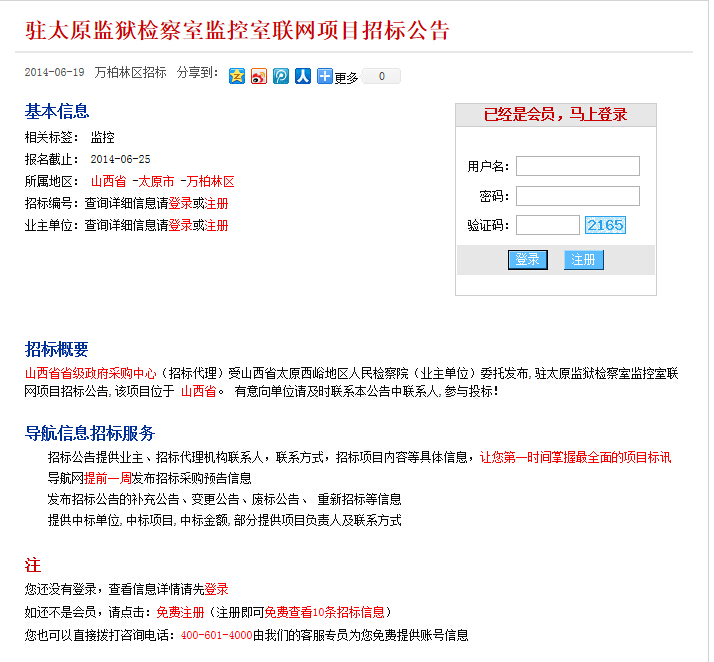 驻太原监狱检察室监控室联网项目招标公告
2014-06-19 万柏林区招标 分享到： 更多 0
基本信息
相关标签： 监控
报名截止： 2014-06-25
所属地区： 山西省 -太原市 -万柏林区
招标编号：查询详细信息请登录或注册
业主单位：查询详细信息请登录或注册
已经是会员，马上登录
用户名：
密码：
验证码： 2165
登录 注册
招标概要
山西省省级政府采购中心（招标代理）受山西省太原西峪地区人民检察院（业主单位）委托发布,驻太原监狱检察室监控室联
网项目招标公告,该项目位于 山西省。 有意向单位请及时联系本公告中联系人,参与投标！
导航信息招标服务
招标公告提供业主、招标代理机构联系人，联系方式，招标项目内容等具体信息，让您第一时间掌握最全面的项目标讯
导航网提前一周发布招标采购预告信息
发布招标公告的补充公告、变更公告、废标公告、 重新招标等信息
提供中标单位,中标项目,中标金额,部分提供项目负责人及联系方式
注
您还没有登录，查看信息详情请先登录
如还不是会员，请点击：免费注册（注册即可免费查看10条招标信息）
您也可以直接拨打咨询电话：400-601-4000由我们的客服专员为您免费提供账号信息